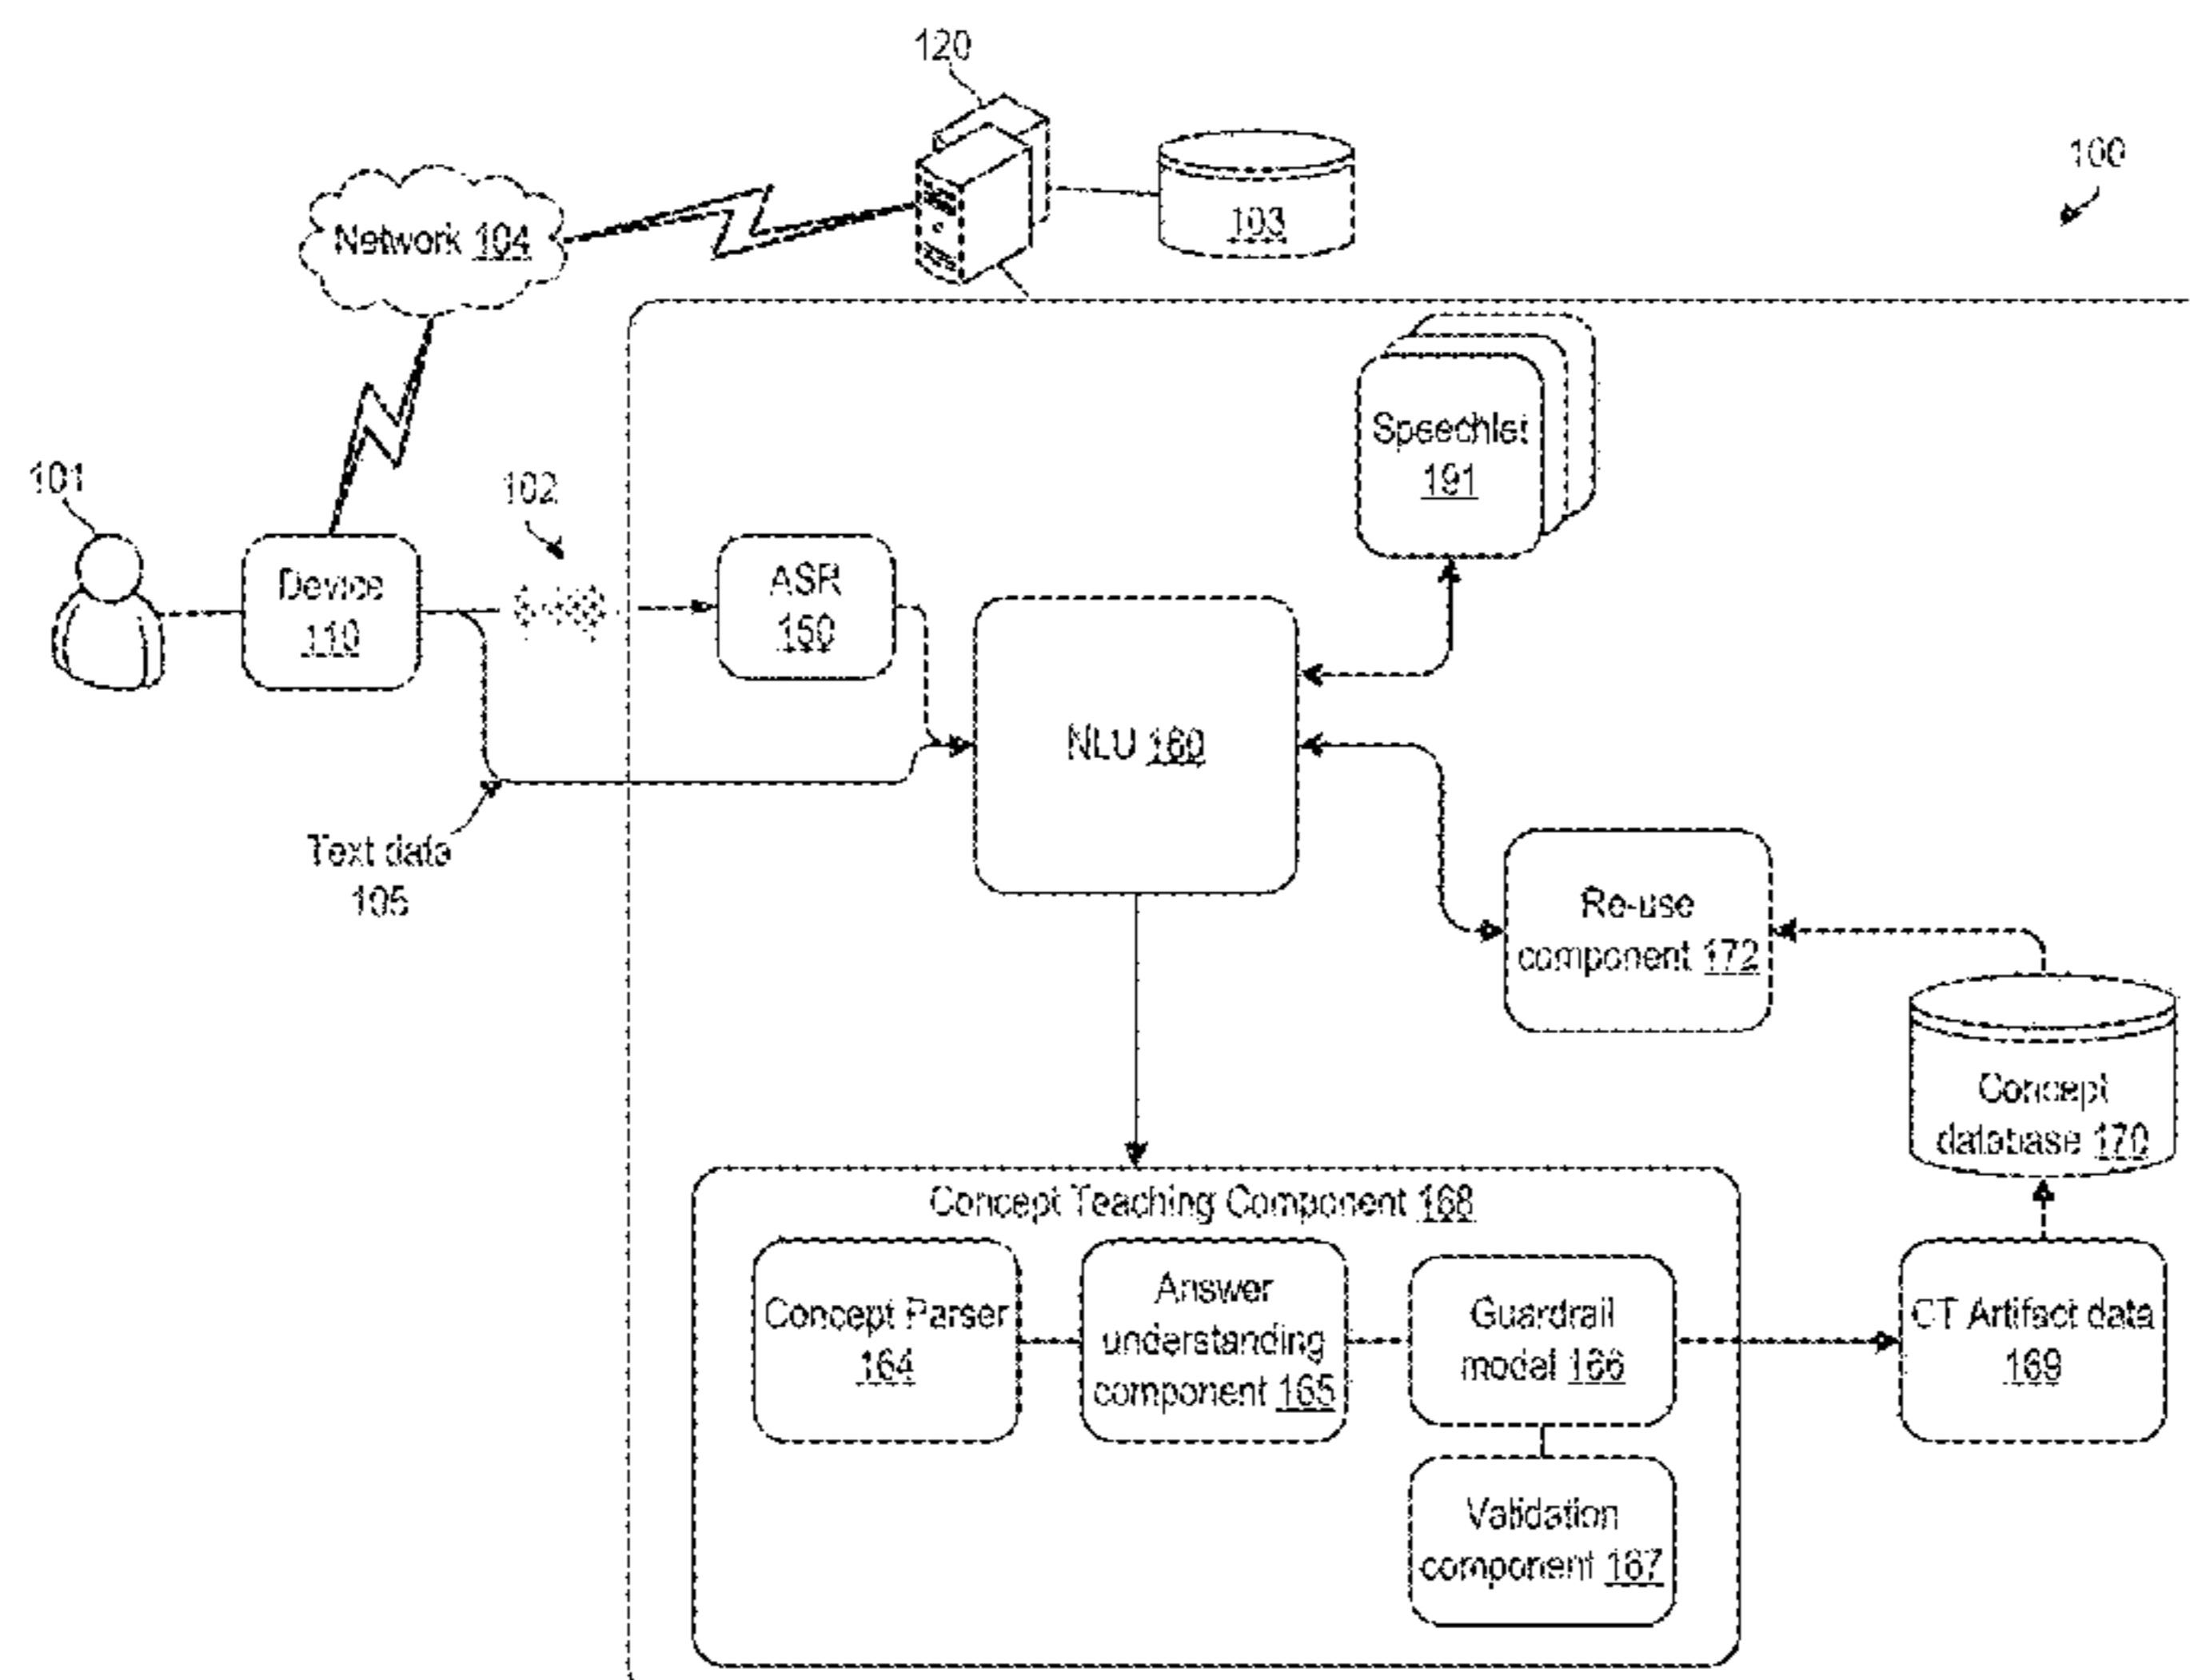 120
100
103
Network 104
Speechlet
191
101
102
Device
110
ASR
150
NLU 160
Text data
105
Re-use
component 172
Concept
database 170
Concept Teaching Component 168
Concept Parser
164
Answer
understanding
component 165
Guardrail
model 166
CT Artifact data
169
Validation
component 167